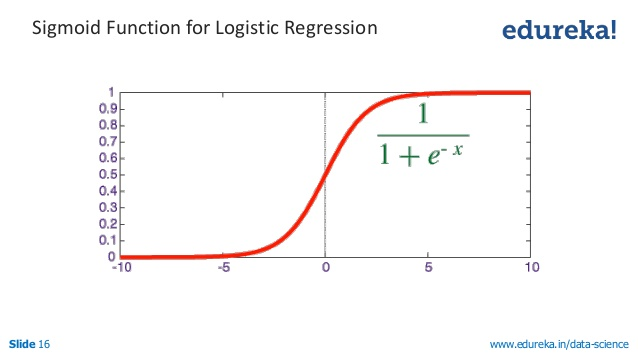 Sigmoid Function for Logistic Regression
edureka!
1
0.9
0.8
0.7
0.6
0.5
0.4
0.3
0.2
0.1
0
-10 -5 0 5 10
1
1 + e- x
Slide 16
www.edureka.in/data-science